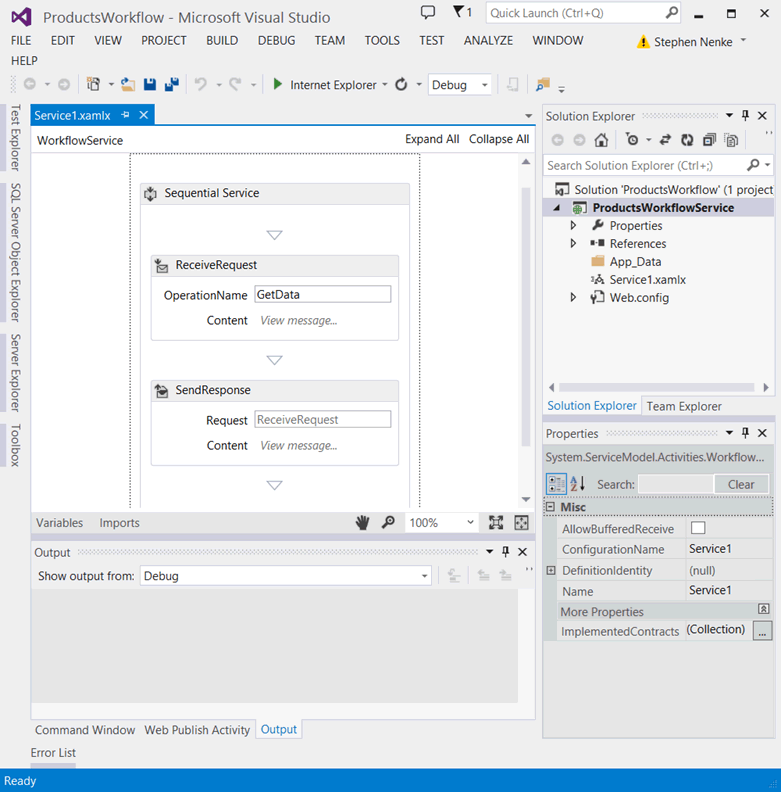 ProductsWorkflow - Microsoft Visual Studio
1
Quick Launch (Ctrl+Q)
FILE EDIT VIEW PROJECT BUILD DEBUG TEAM TOOLS TEST ANALYZE WINDOW
Stephen Nenke
HELP
Internet Explorer
Debug
Test Explorer
SQL Server Object Explorer
Server Explorer
Toolbox
Service1.xamlx
WorkflowService
Expand All Collapse All
Sequential Service
ReceiveRequest
OperationName GetData
Content View message...
SendResponse
Request ReceiveRequest
Content View message...
Variables Imports
100%
Output
Show output from: Debug
Command Window Web Publish Activity Output
Error List
Solution Explorer
Search Solution Explorer (Ctrl+;)
Solution 'ProductsWorkflow' (1 project
ProductsWorkflowService
Properties
References
App_Data
Service1.xamlx
Web.config
Solution Explorer Team Explorer
Properties
System.ServiceModel.Activities.Workflow...
Search:
Clear
Misc
AllowBufferedReceive
ConfigurationName Service1
DefinitionIdentity (null)
Name Service1
More Properties
ImplementedContracts (Collection) ...
Ready